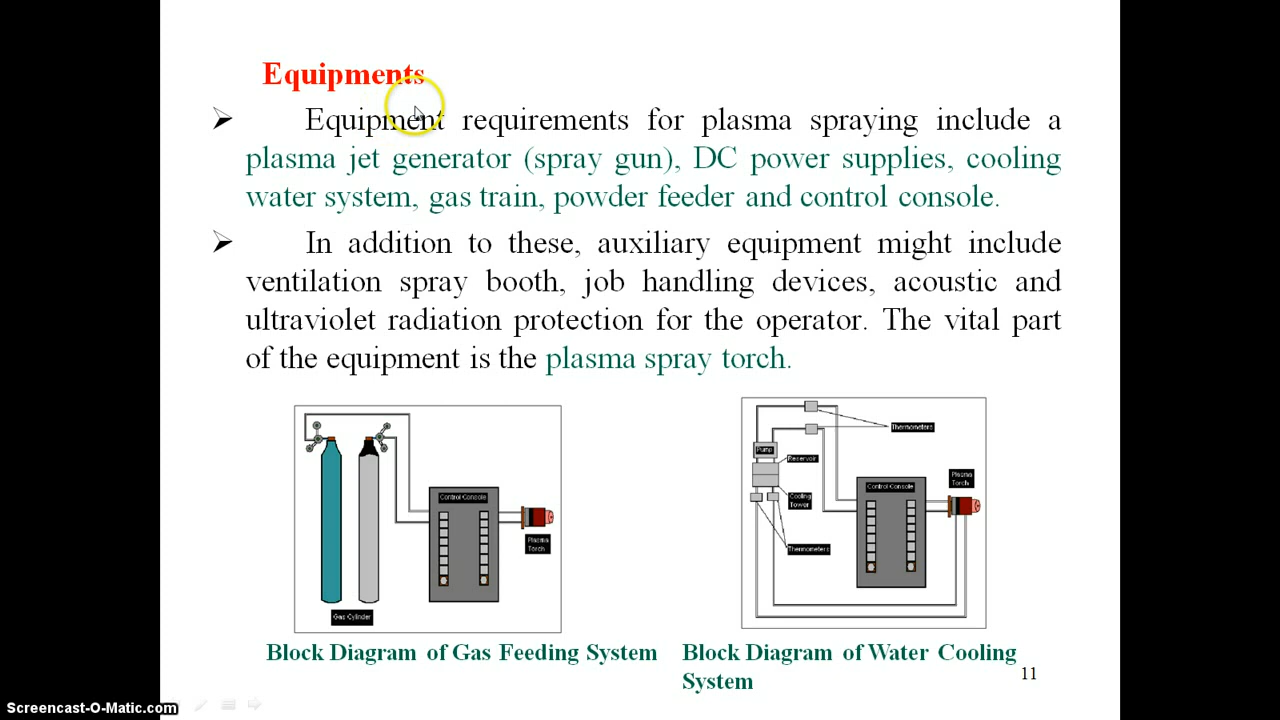 Equipments
➢ Equipment requirements for plasma spraying include a
plasma jet generator (spray gun), DC power supplies, cooling
water system, gas train, powder feeder and control console.
➢ In addition to these, auxiliary equipment might include
ventilation spray booth, job handling devices, acoustic and
ultraviolet radiation protection for the operator. The vital part
of the equipment is the plasma spray torch.
Control Console
Plasma
Torch
Gas Cylinder
Block Diagram of Gas Feeding System
Thermometers
Pump
Reservoir
Cooling
Tower
Thermometers
Control Console
Plasma
Torch
Block Diagram of Water Cooling
System
11
Screencast-O-Matic.com